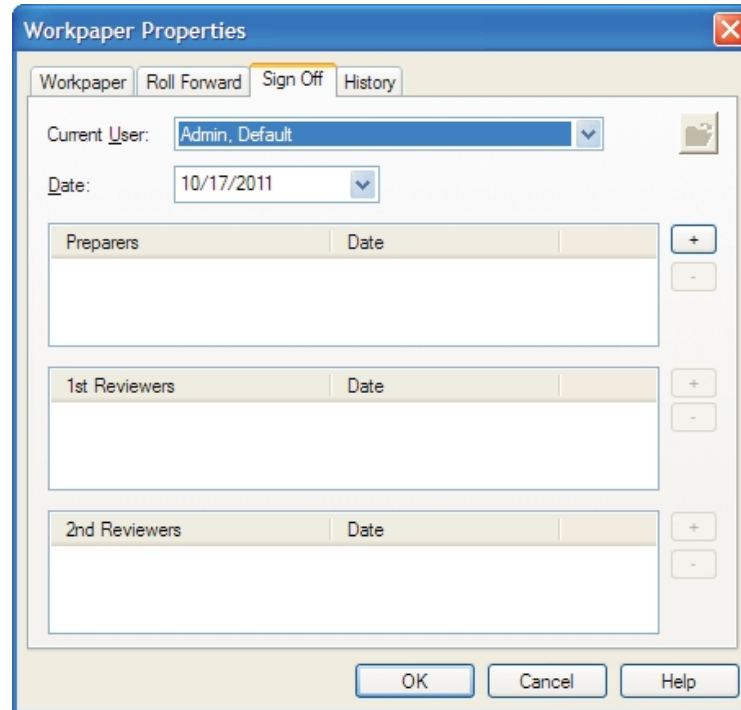 Workpaper Properties
Workpaper Roll Forward Sign Off History
Current User: Admin, Default
Date: 10/17/2011
Preparers Date +
-
1st Reviewers Date +
-
2nd Reviewers Date +
-
OK Cancel Help